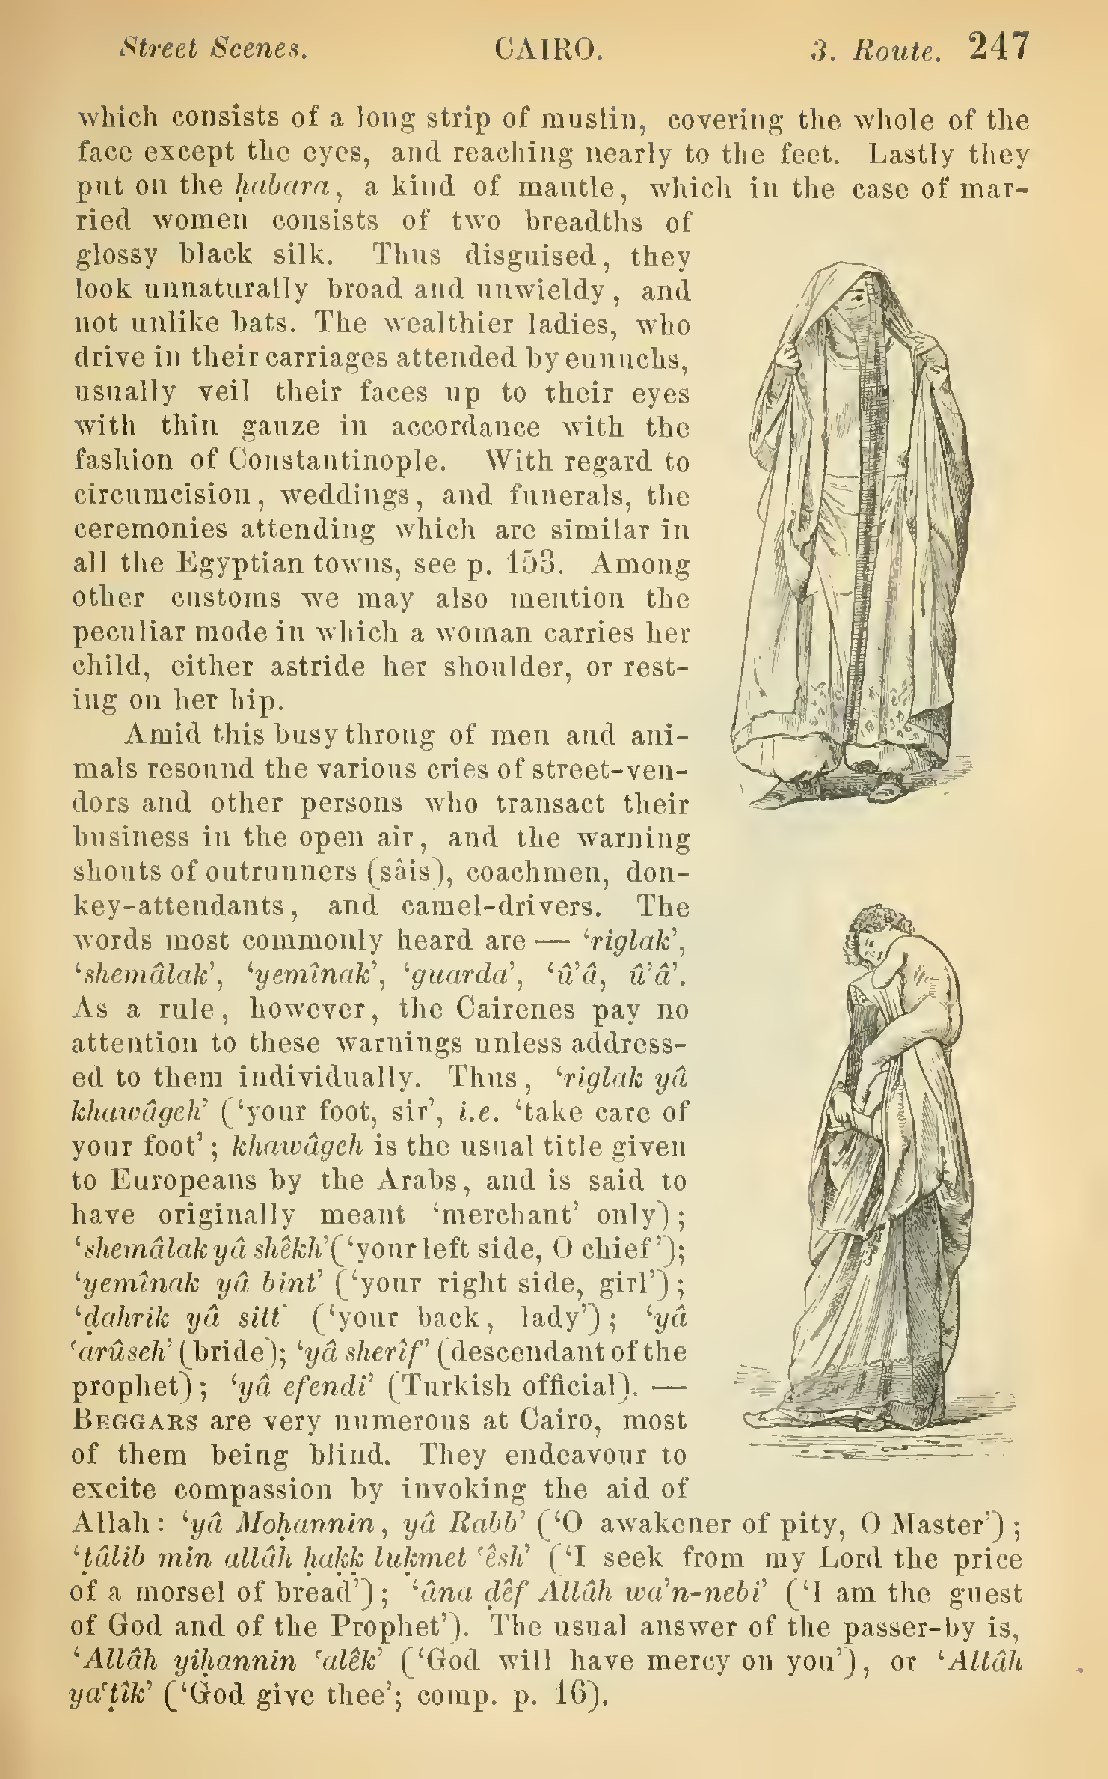 Street Scenes. CAIRO. 3. Route. 247
which consists of a long strip of muslin, covering the whole of the
face except the eyes, and reaching nearly to the feet. Lastly they
put on the ḥabara, a kind of mantle, which in the case of mar-
ried women consists of two breadths of
glossy black silk. Thus disguised, they
look unnaturally broad and unwieldy, and
not unlike bats. The wealthier ladies, who
drive in their carriages attended by eunuchs,
usually veil their faces up to their eyes
with thin gauze in accordance with the
fashion of Constantinople. With regard to
circumcision, weddings, and funerals, the
ceremonies attending which are similar in
all the Egyptian towns, see p. 153. Among
other customs we may also mention the
peculiar mode in which a woman carries her
child, either astride her shoulder, or rest-
ing on her hip.
Amid this busy throng of men and ani-
mals resound the various cries of street-ven-
dors and other persons who transact their
business in the open air, and the warning
shouts of outrunners (sâis), coachmen, don-
key-attendants, and camel-drivers. The
words most commonly heard are — ‘riglak’,
‘shemâlak’, ‘yemînak’, ‘guarda’, ‘û’â, û’â’.
As a rule, however, the Cairenes pay no
attention to these warnings unless address-
ed to them individually. Thus, ‘riglak yâ
khawâgeh’ (‘your foot, sir’, i.e. ‘take care of
your foot’; khawâgeh is the usual title given
to Europeans by the Arabs, and is said to
have originally meant ‘merchant’ only);
‘shemâlak yâ shêkh’ (‘your left side, O chief’);
‘yemînak yâ bint’ (‘your right side, girl’);
‘ḍahrik yâ sitt’ (‘your back, lady’); ‘yâ
‘arûseh’ (bride); ‘yâ sherîf’ (descendant of the
prophet); ‘yâ efendi’ (Turkish official). —
BEGGARS are very numerous at Cairo, most
of them being blind. They endeavour to
excite compassion by invoking the aid of
Allah: ‘yâ Moḥannin, yâ Rabb’ (‘O awakener of pity, O Master’);
‘ṭâlib min allâh ḥaḳḳ luḳmet ‘êsh’ (‘I seek from my Lord the price
of a morsel of bread’); ‘âna ḍêf Allâh wa’n-nebi’ (‘I am the guest
of God and of the Prophet’). The usual answer of the passer-by is,
‘Allâh yiḥannin ‘alêk’ (‘God will have mercy on you’), or ‘Allâh
ya‘ṭîk’ (‘God give thee’; comp. p. 16).